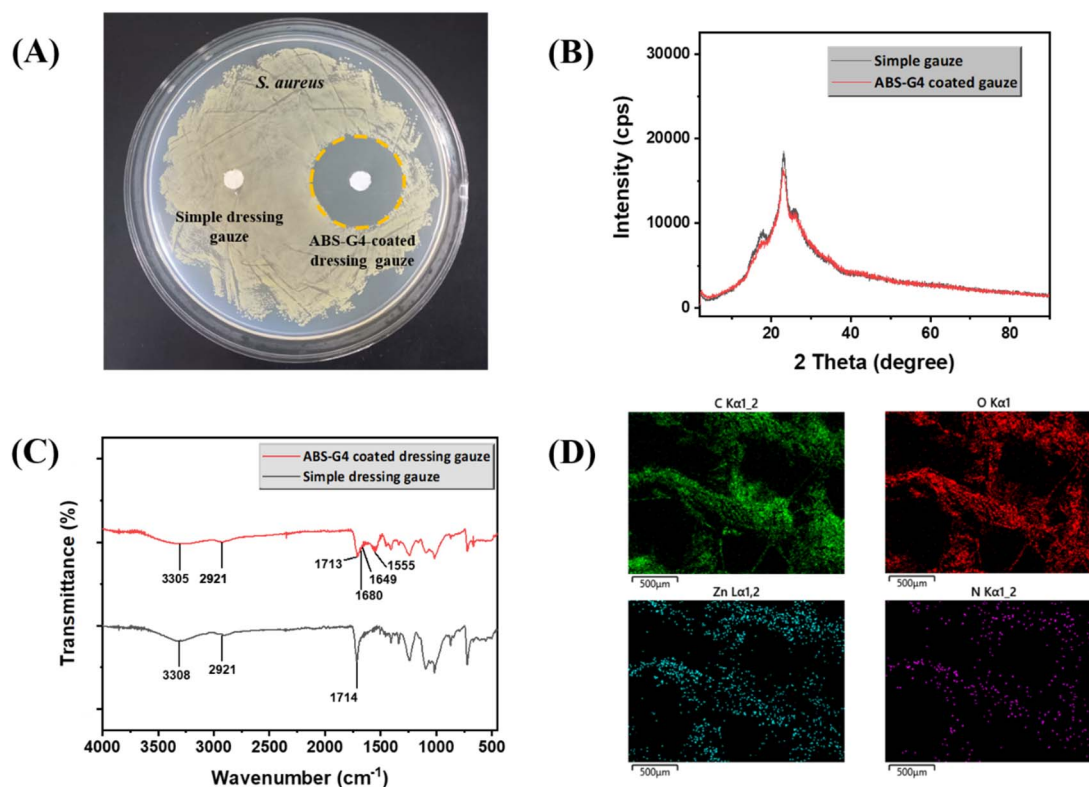 (A)
S. aureus
Simple dressing
gauze
ABS-G4 coated
dressing gauze
(B)
Intensity (cps)
30000
20000
10000
0
Simple gauze
ABS-G4 coated gauze
20
40
60
80
2 Theta (degree)
(C)
Transmittance (%)
ABS-G4 coated dressing gauze
Simple dressing gauze
3305
2921
1713
1680
1649
1555
3308
2921
1714
4000
3500
3000
2500
2000
1500
1000
500
Wavenumber (cm⁻¹)
(D)
C Kα1_2
500μm
O Kα1
500μm
Zn Lα1,2
500μm
N Kα1_2
500μm